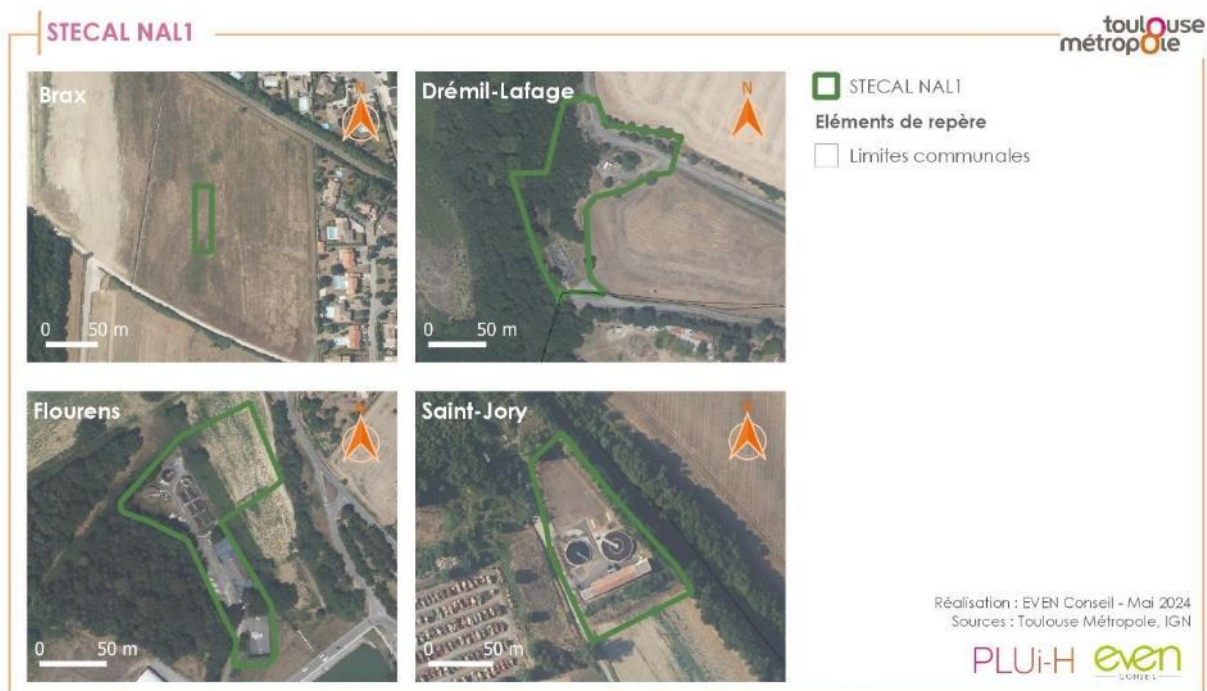 STECAL NAL1
toulouse
métropole
Brax
N
0 50 m
Drémil-Lafage
N
0 50 m
STECAL NAL1
Eléments de repère
Limites communales
Flourens
N
0 50 m
Saint-Jory
N
0 50 m
Réalisation : EVEN Conseil - Mai 2024
Sources : Toulouse Métropole, IGN
PLUi-H
even
CONSEIL